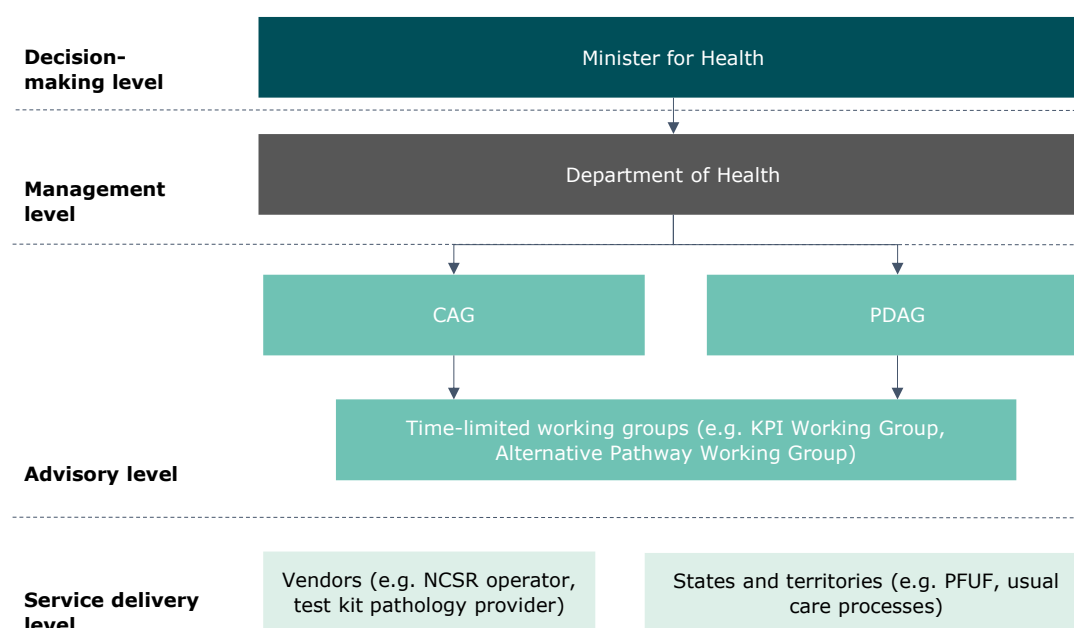 Decision-
making level
Minister for Health
Management
level
Department of Health
CAG
PDAG
Time-limited working groups (e.g. KPI Working Group,
Alternative Pathway Working Group)
Advisory level
Vendors (e.g. NCSR operator,
test kit pathology provider)
States and territories (e.g. PFUF, usual
care processes)
Service delivery
level